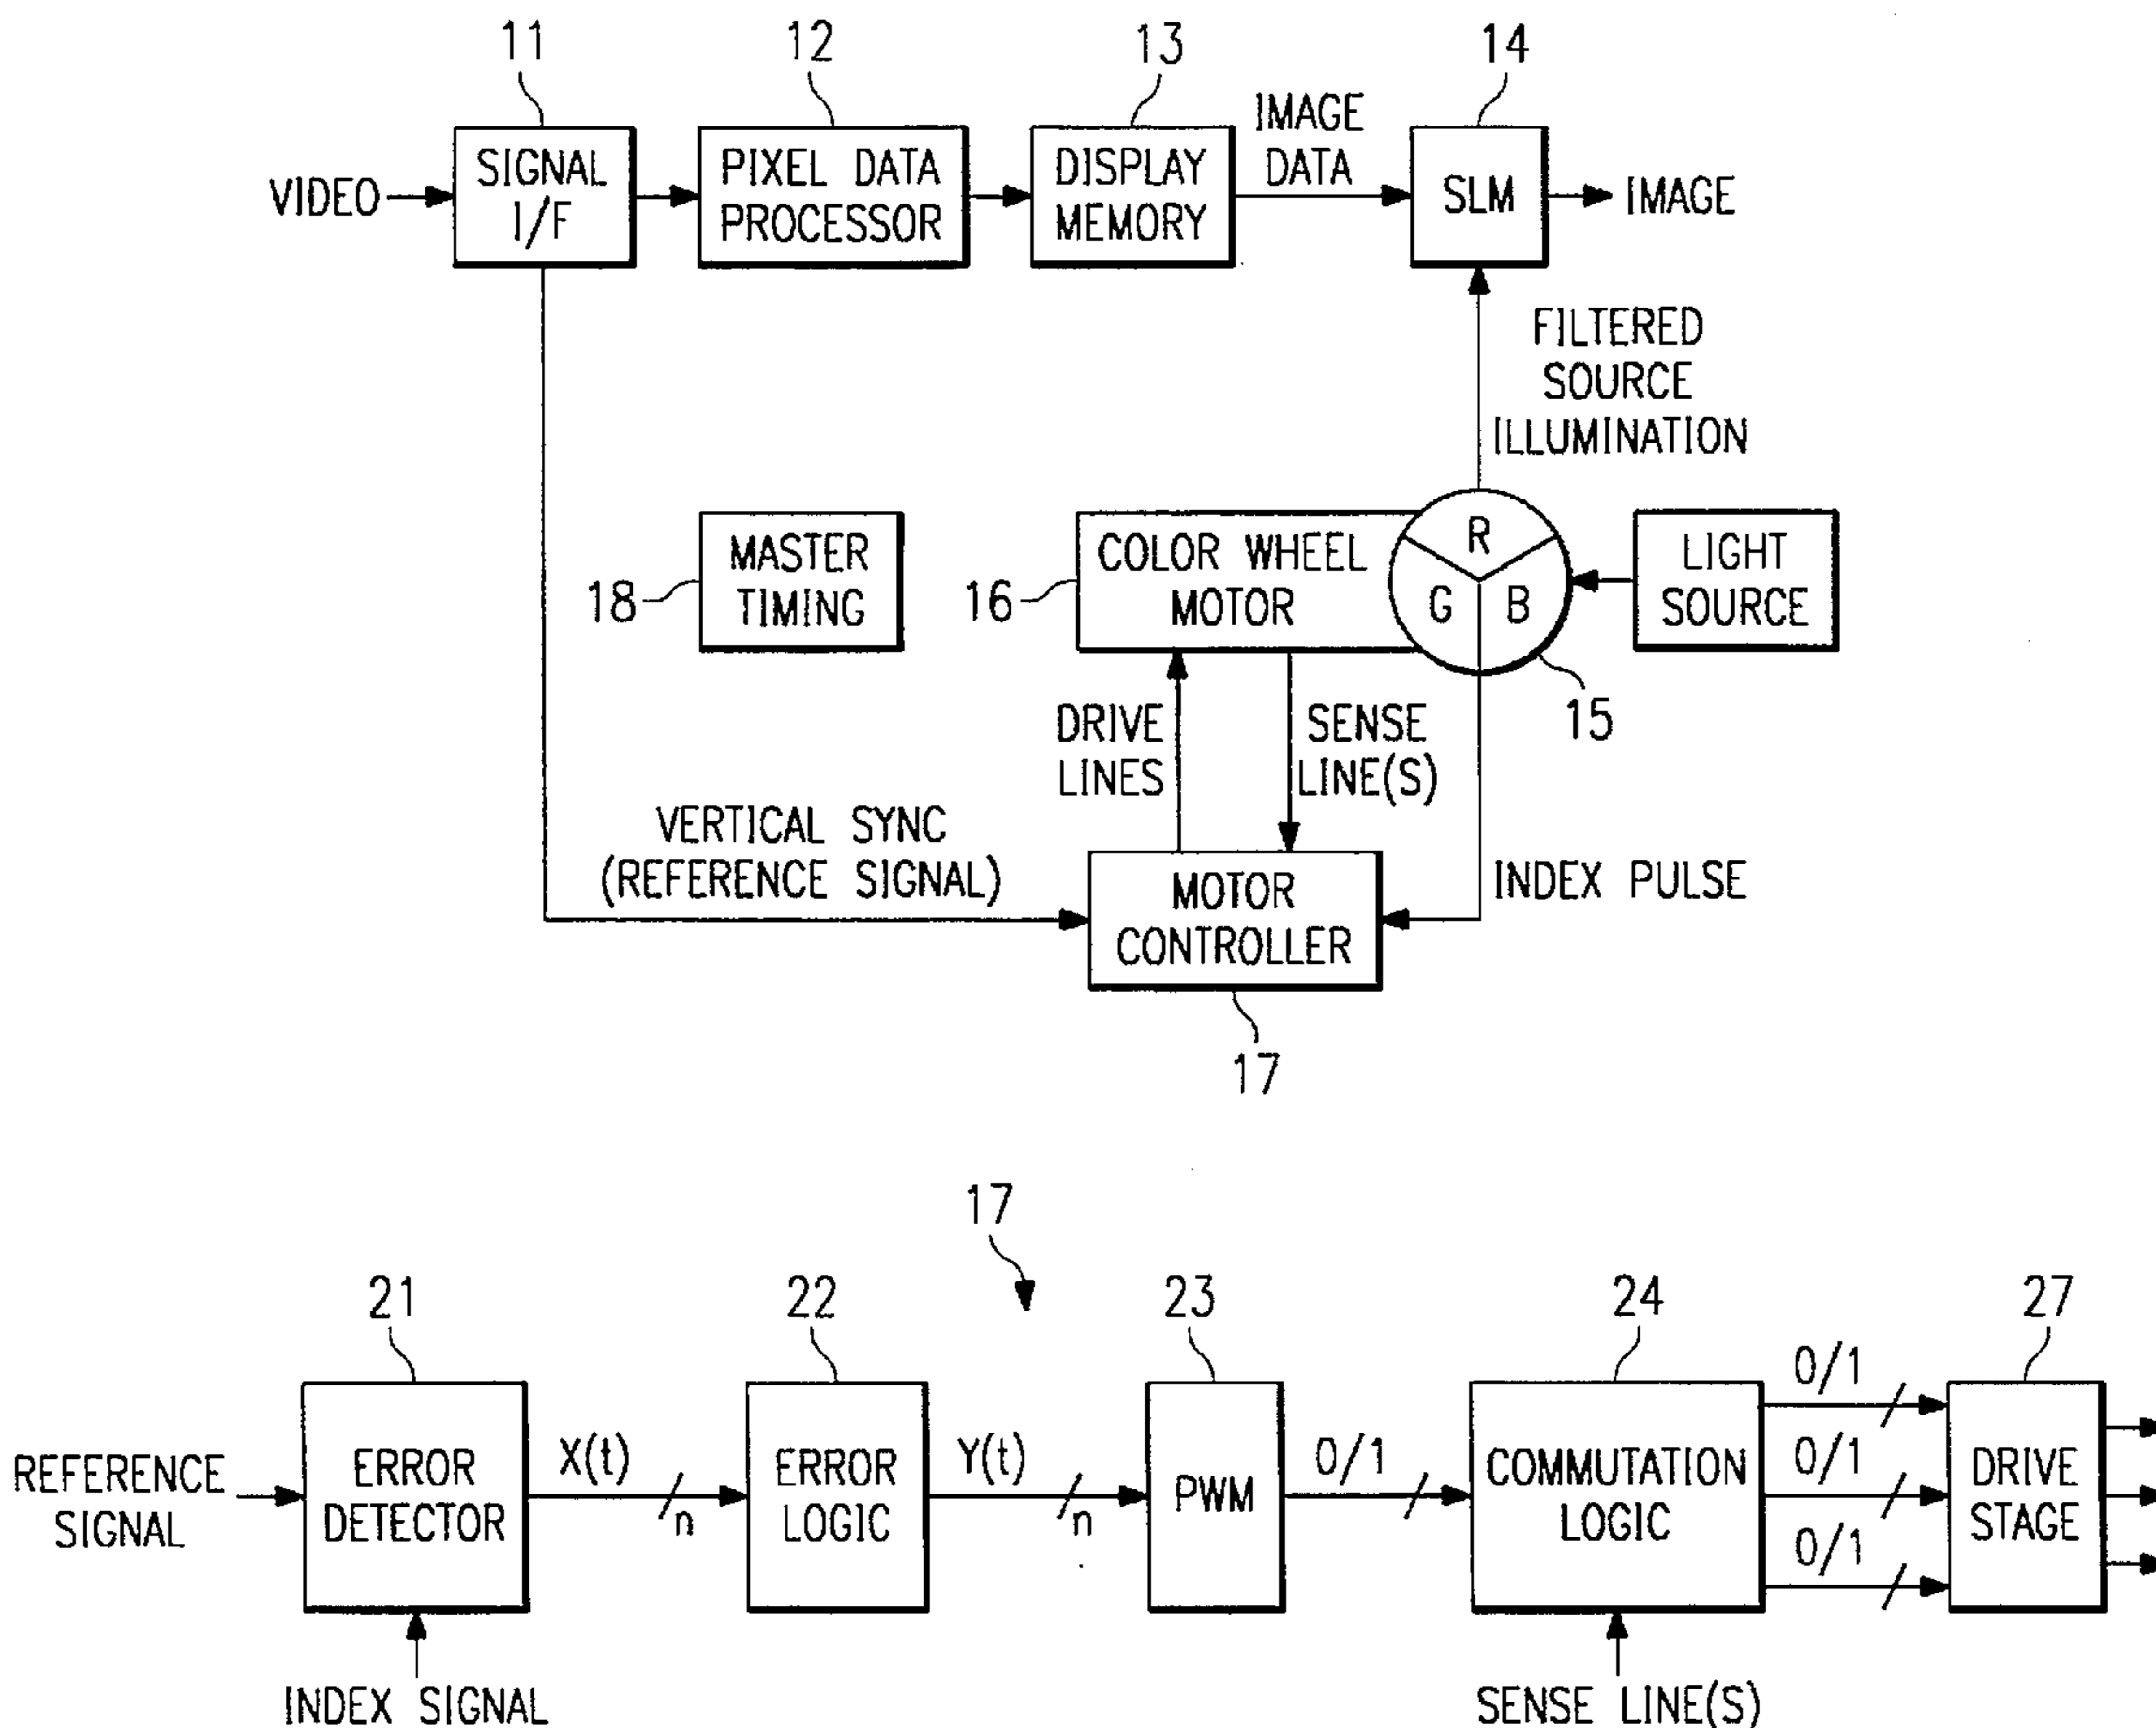 11
12
13
14
VIDEO
SIGNAL
I/F
PIXEL DATA
PROCESSOR
DISPLAY
MEMORY
IMAGE
DATA
SLM
IMAGE
FILTERED
SOURCE
ILLUMINATION
18
MASTER
TIMING
16
COLOR WHEEL
MOTOR
R
G
B
LIGHT
SOURCE
15
DRIVE
LINES
SENSE
LINE(S)
VERTICAL SYNC
(REFERENCE SIGNAL)
MOTOR
CONTROLLER
INDEX PULSE
17
17
21
22
23
24
27
REFERENCE
SIGNAL
ERROR
DETECTOR
X(t)
n
ERROR
LOGIC
Y(t)
n
PWM
0/1
COMMUTATION
LOGIC
0/1
0/1
0/1
DRIVE
STAGE
INDEX SIGNAL
SENSE LINE(S)